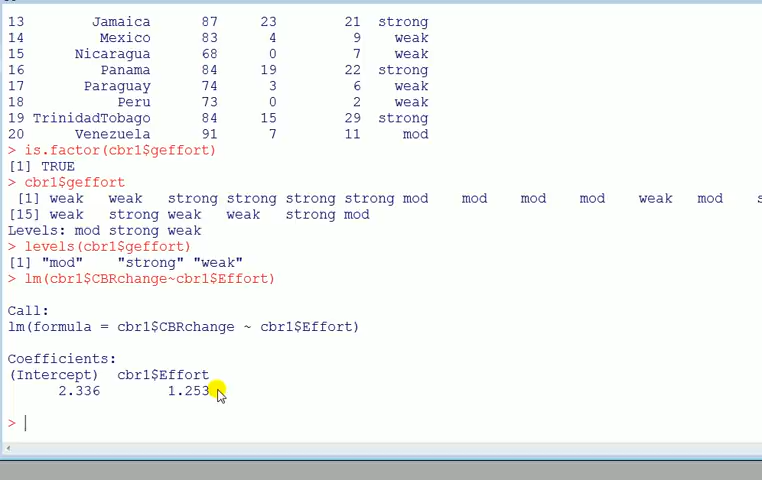 13 Jamaica 87 23 21 strong
14 Mexico 83 4 9 weak
15 Nicaragua 68 0 7 weak
16 Panama 84 19 22 strong
17 Paraguay 74 3 6 weak
18 Peru 73 0 2 weak
19 TrinidadTobago 84 15 29 strong
20 Venezuela 91 7 11 mod
> is.factor(cbr1$geffort)
[1] TRUE
> cbr1$geffort
[1] weak weak strong strong strong strong mod mod mod mod weak mod s
[15] weak strong weak weak strong mod
Levels: mod strong weak
> levels(cbr1$geffort)
[1] "mod" "strong" "weak"
> lm(cbr1$CBRchange~cbr1$Effort)
Call:
lm(formula = cbr1$CBRchange ~ cbr1$Effort)
Coefficients:
(Intercept) cbr1$Effort
2.336 1.253
>